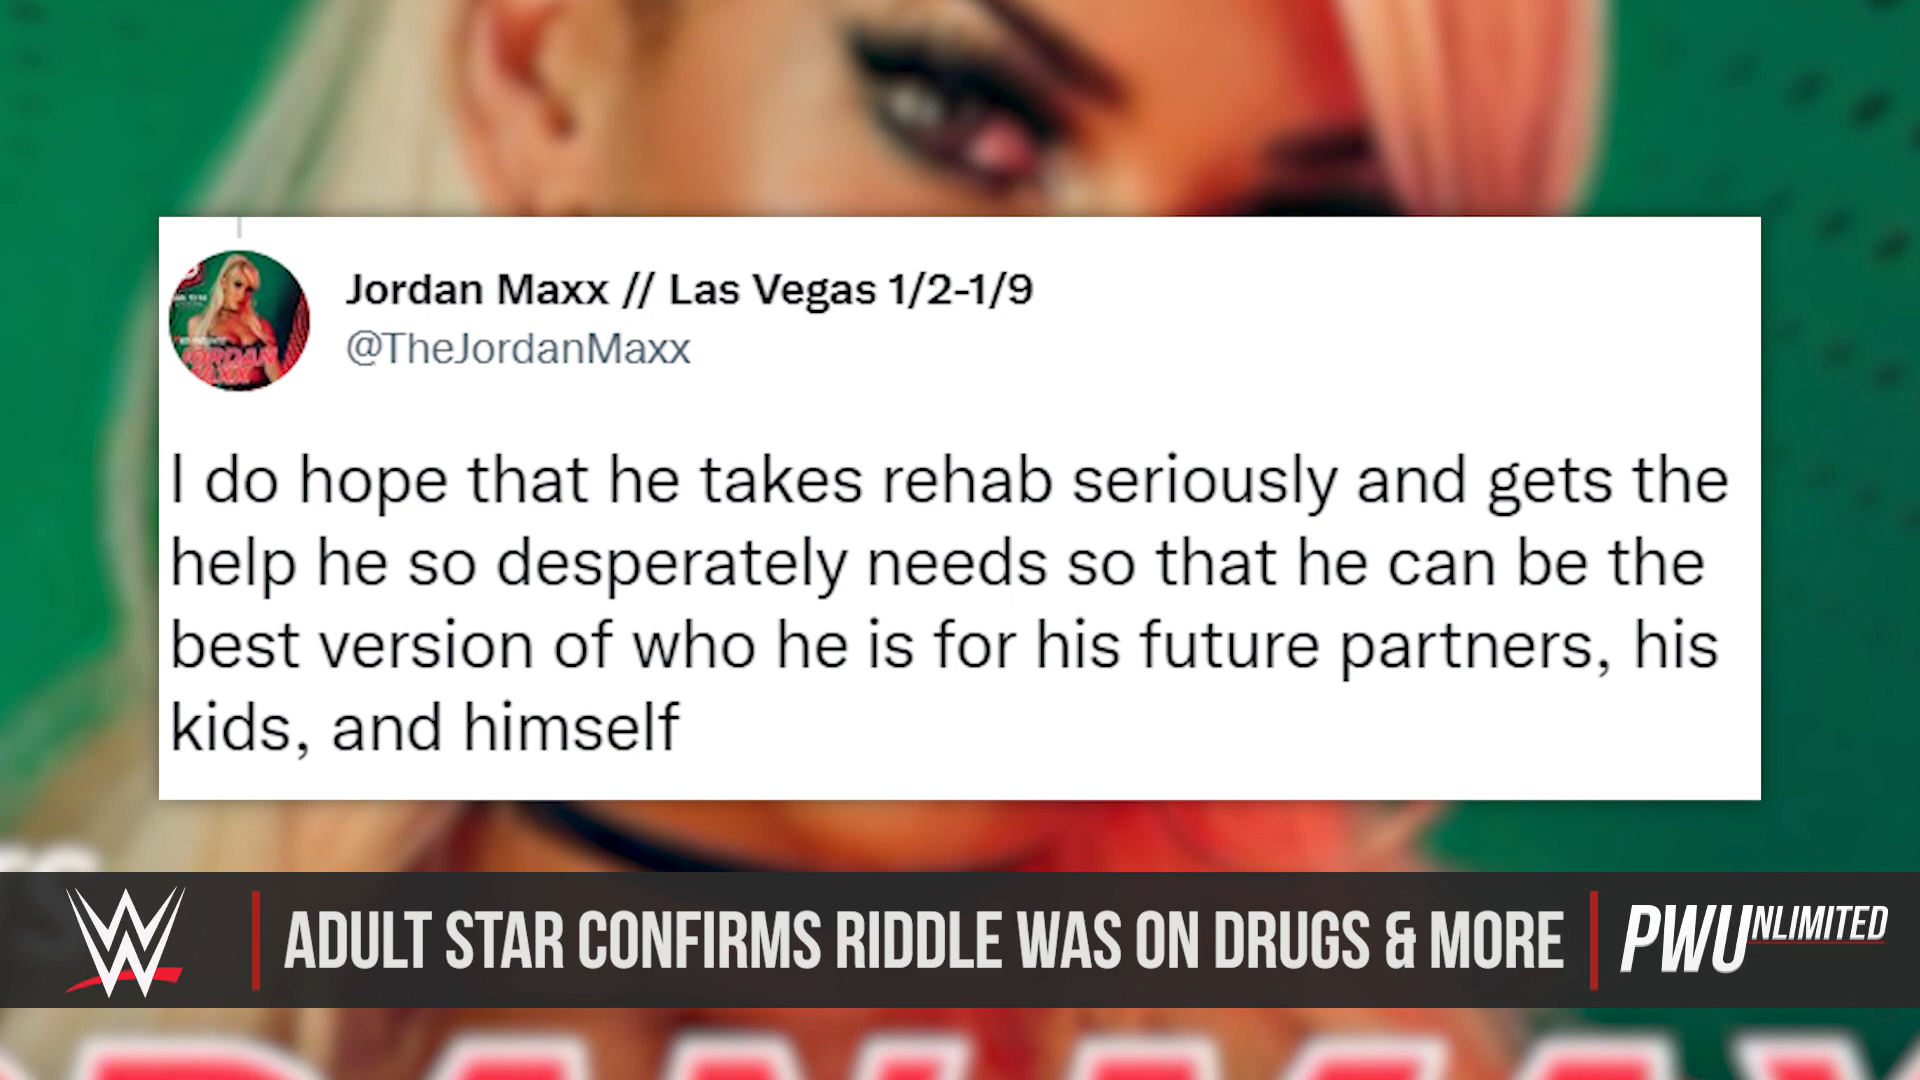 Jordan Maxx // Las Vegas 1/2-1/9
@TheJordanMaxx
I do hope that he takes rehab seriously and gets the
help he so desperately needs so that he can be the
best version of who he is for his future partners, his
kids, and himself
W
ADULT STAR CONFIRMS RIDDLE WAS ON DRUGS & MORE
PWUNLIMITED